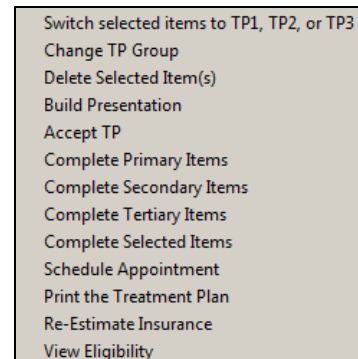 Switch selected items to TP1, TP2, or TP3
Change TP Group
Delete Selected Item(s)
Build Presentation
Accept TP
Complete Primary Items
Complete Secondary Items
Complete Tertiary Items
Complete Selected Items
Schedule Appointment
Print the Treatment Plan
Re-Estimate Insurance
View Eligibility